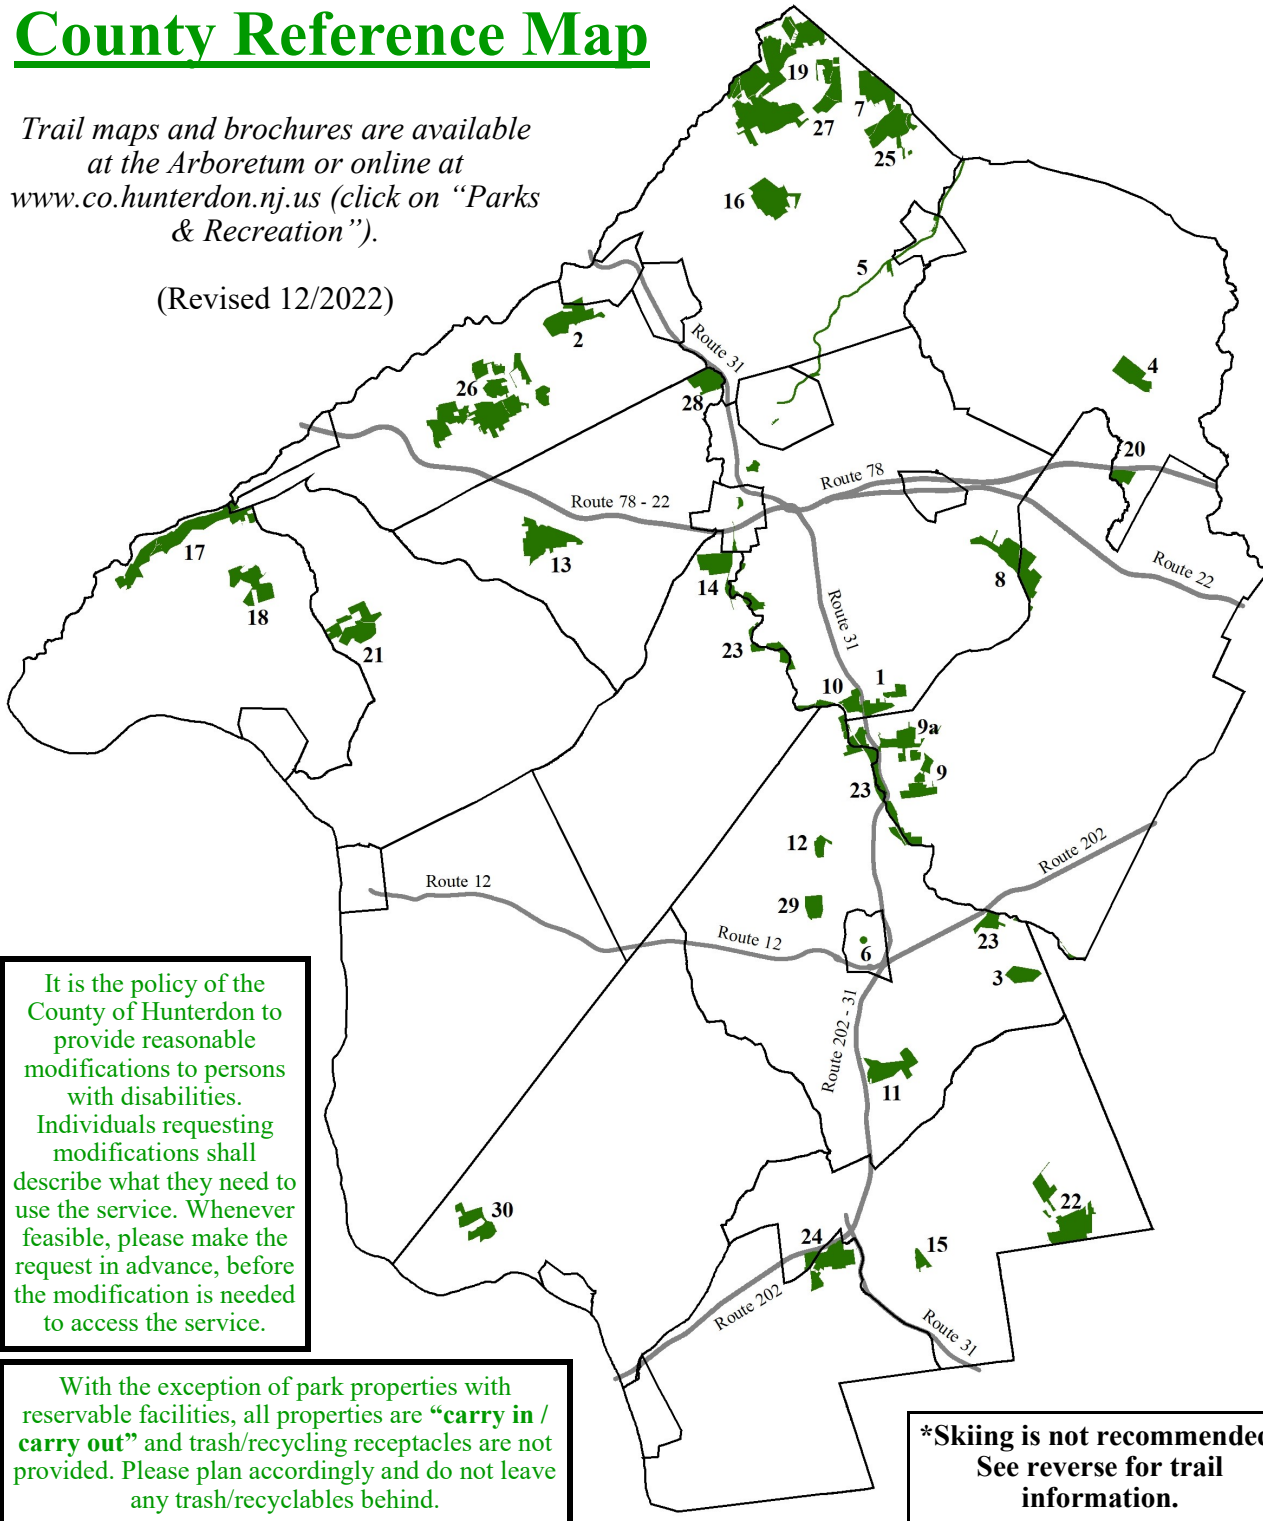 County Reference Map
Trail maps and brochures are available
at the Arboretum or online at
www.co.hunterdon.nj.us (click on “Parks
& Recreation”).
(Revised 12/2022)
19
27
7
25
16
5
2
Route 31
26
28
4
20
Route 78
Route 78 - 22
17
13
14
8
Route 22
18
21
Route 31
23
10
1
9a
9
23
12
Route 202
Route 12
29
Route 12
6
23
3
Route 202 - 31
11
22
30
24
15
Route 202
Route 31
It is the policy of the
County of Hunterdon to
provide reasonable
modifications to persons
with disabilities.
Individuals requesting
modifications shall
describe what they need to
use the service. Whenever
feasible, please make the
request in advance, before
the modification is needed
to access the service.
With the exception of park properties with
reservable facilities, all properties are “carry in /
carry out” and trash/recycling receptacles are not
provided. Please plan accordingly and do not leave
any trash/recyclables behind.
*Skiing is not recommended
See reverse for trail
information.